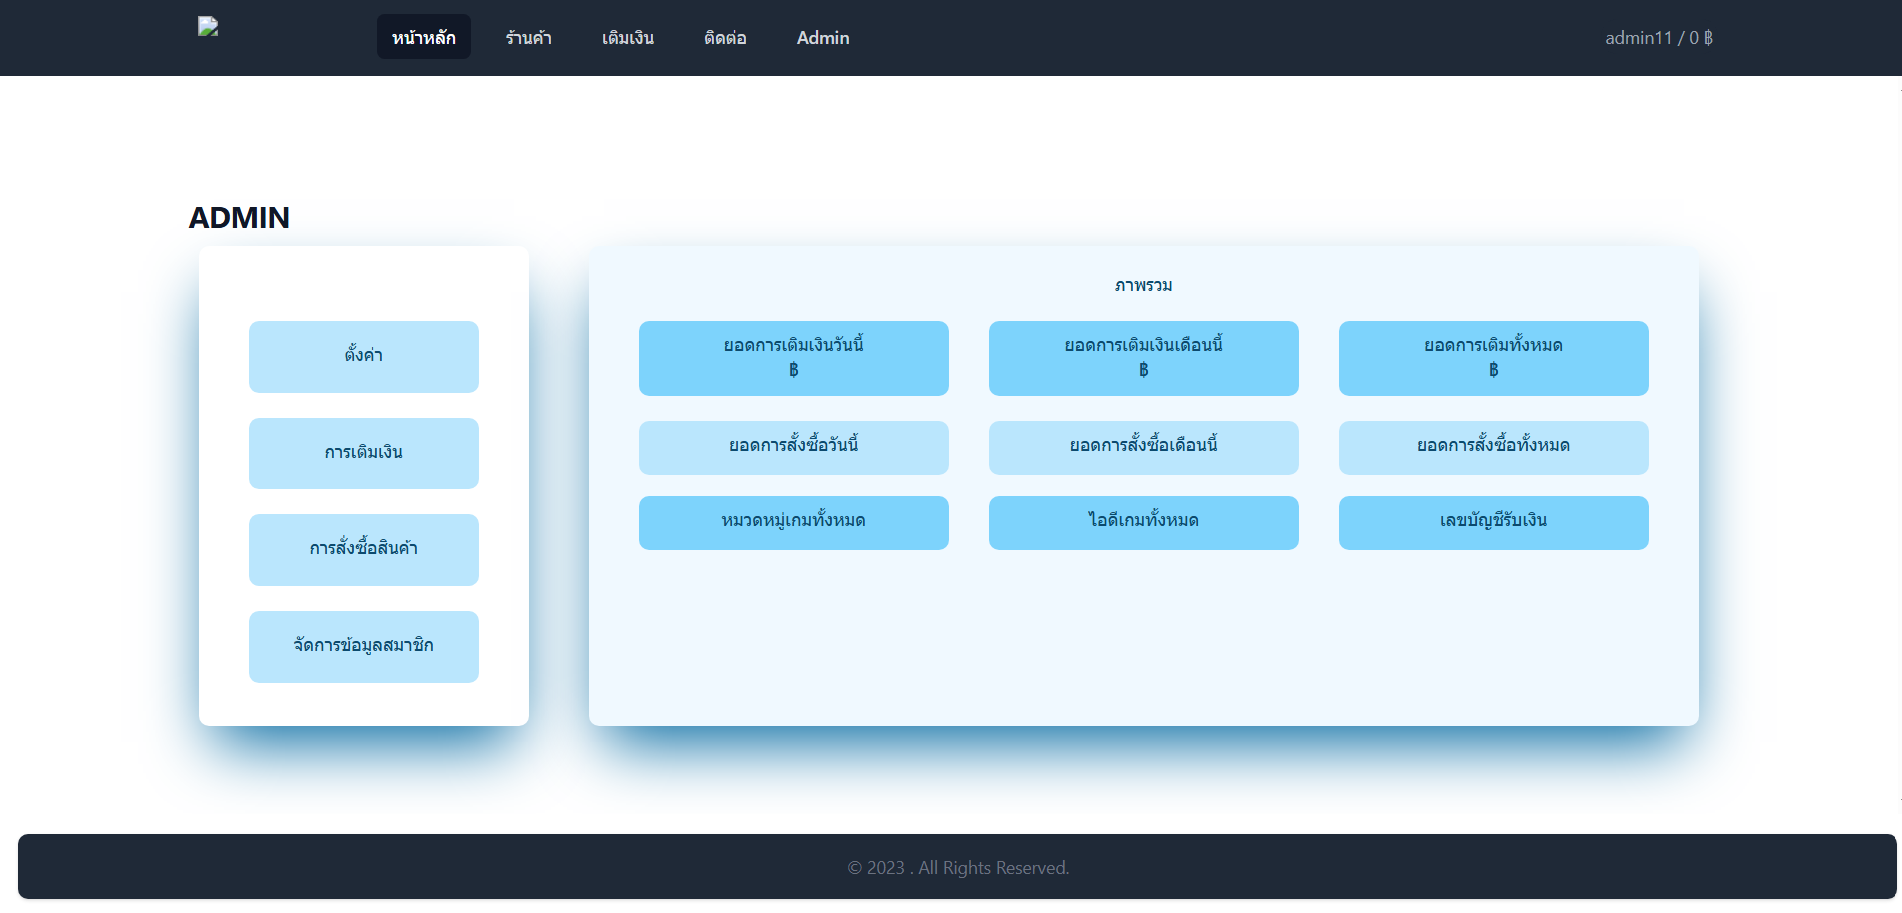 หน้าหลัก
ร้านค้า
เติมเงิน
ติดต่อ
Admin
admin11 / 0 ฿
ADMIN
ตั้งค่า
การเติมเงิน
การสั่งซื้อสินค้า
จัดการข้อมูลสมาชิก
ภาพรวม
ยอดการเติมเงินวันนี้
฿
ยอดการเติมเงินเดือนนี้
฿
ยอดการเติมทั้งหมด
฿
ยอดการสั้งซื้อวันนี้
ยอดการสั้งซื้อเดือนนี้
ยอดการสั้งซื้อทั้งหมด
หมวดหมู่เกมทั้งหมด
ไอดีเกมทั้งหมด
เลขบัญชีรับเงิน
© 2023 . All Rights Reserved.